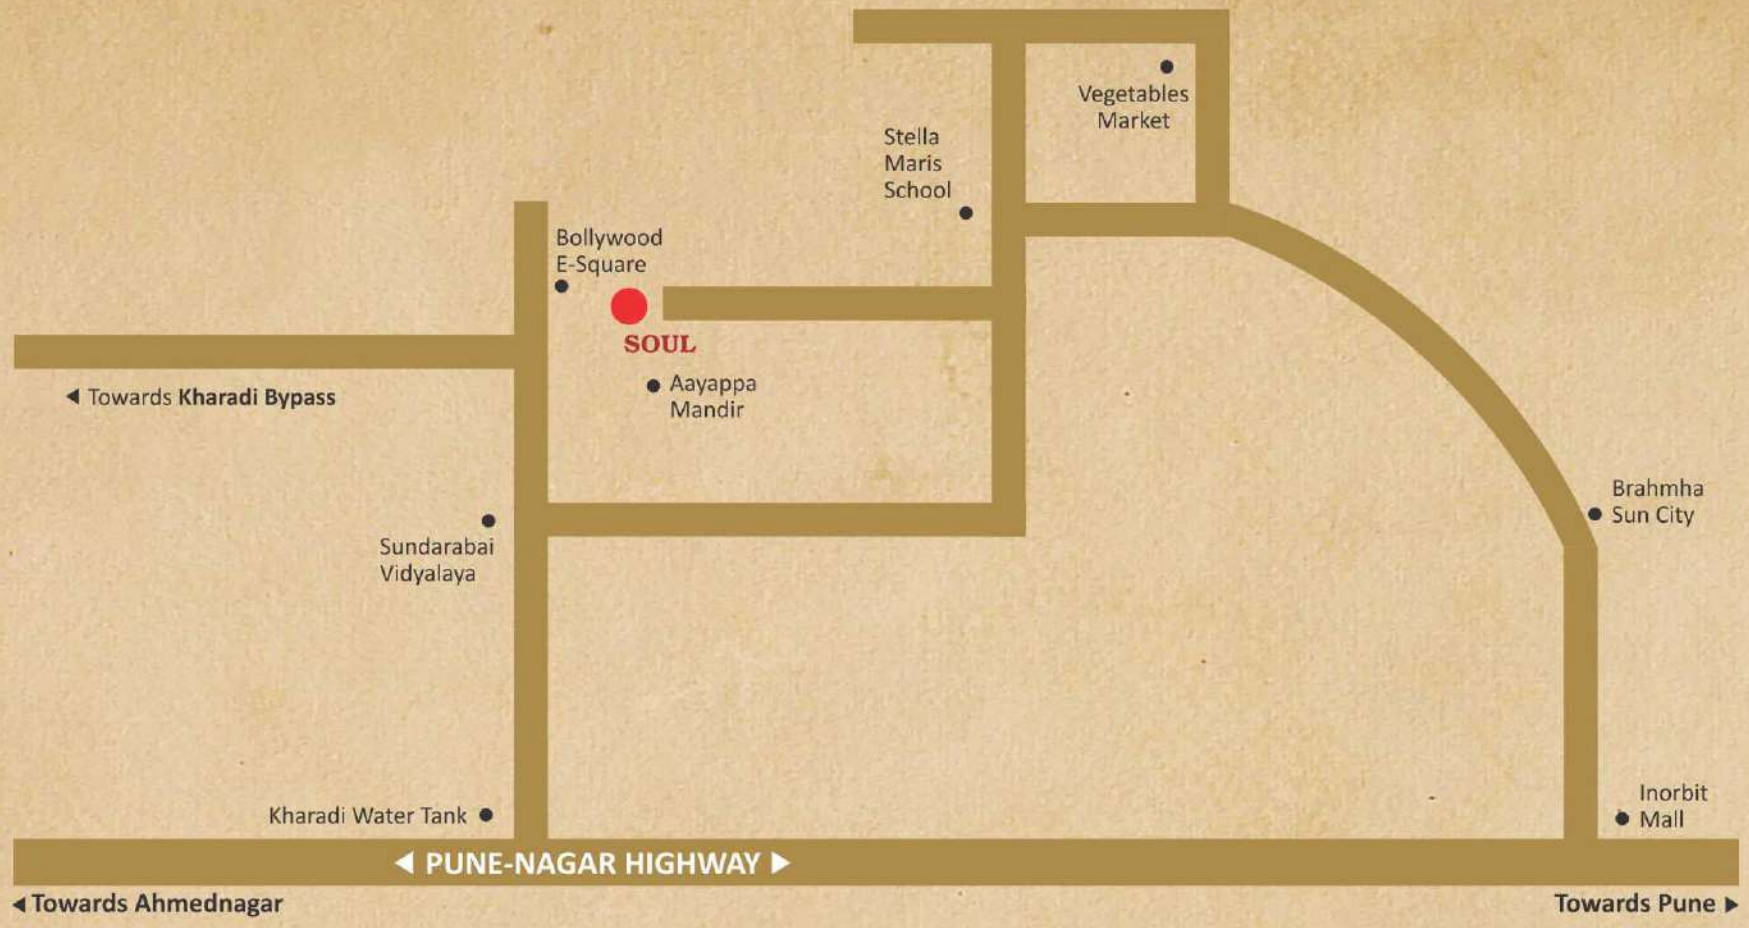 Vegetables
Market
Stella
Maris
School
Bollywood
E-Square
SOUL
Aayappa
Mandir
Towards Kharadi Bypass
Brahmha
Sun City
Sundarabai
Vidyalaya
Inorbit
Mall
Kharadi Water Tank
PUNE-NAGAR HIGHWAY
Towards Ahmednagar
Towards Pune